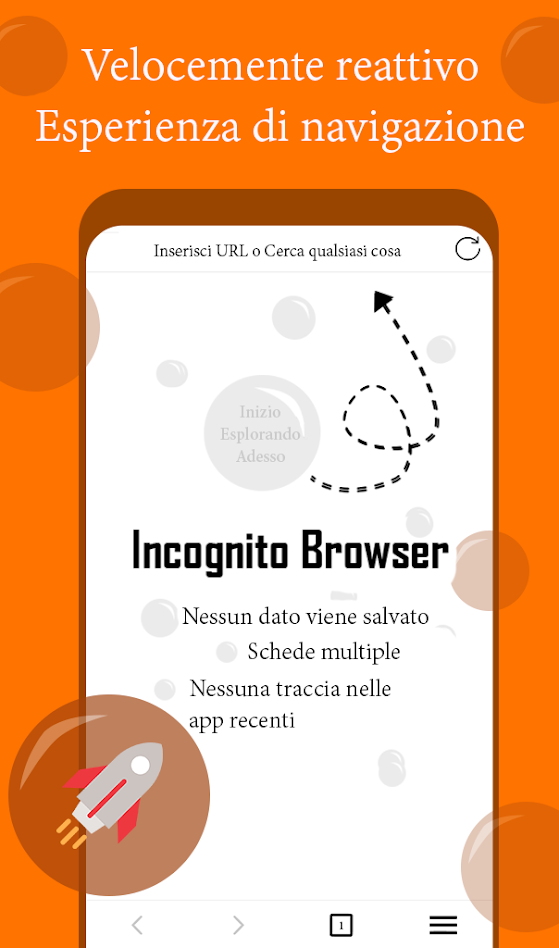 Velocemente reattivo
Esperienza di navigazione
Inserisci URL o Cerca qualsiasi cosa
Inizio
Esplorando
Adesso
Incognito Browser
Nessun dato viene salvato
Schede multiple
Nessuna traccia nelle
app recenti
1